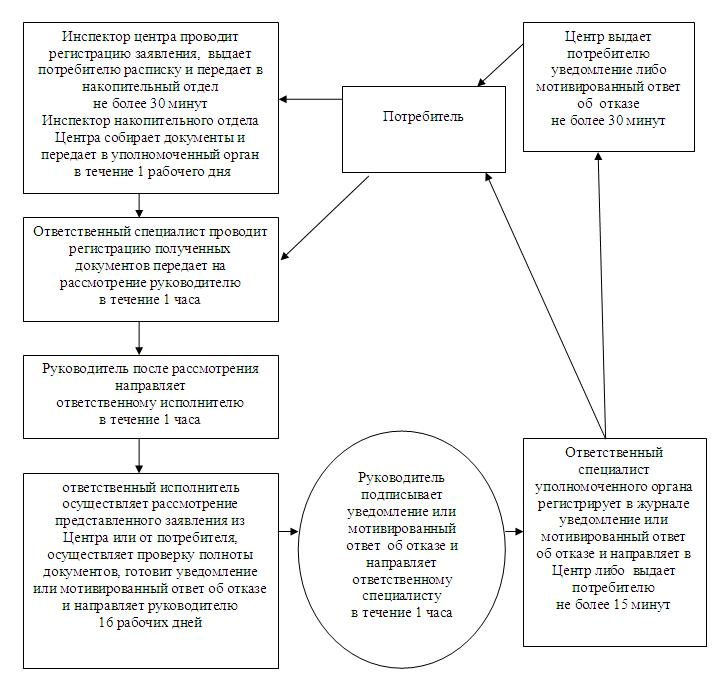 Инспектор центра проводит
регистрацию заявления, выдает
потребителю расписку и передает в
накопительный отдел
не более 30 минут
Инспектор накопительного отдела
Центра собирает документы и
передает в уполномоченный орган
в течение 1 рабочего дня
Потребитель
Центр выдает
потребителю
уведомление либо
мотивированный ответ
об отказе
не более 30 минут
Ответственный специалист проводит
регистрацию полученных
документов передает на
рассмотрение руководителю
в течение 1 часа
Руководитель после рассмотрения
направляет
ответственному исполнителю
в течение 1 часа
ответственный исполнитель
осуществляет рассмотрение
представленного заявления из
Центра или от потребителя,
осуществляет проверку полноты
документов, готовит уведомление
или мотивированный ответ об отказе
и направляет руководителю
16 рабочих дней
Руководитель
подписывает
уведомление или
мотивированный
ответ об отказе и
направляет
ответственному
специалисту
в течение 1 часа
Ответственный
специалист
уполномоченного органа
регистрирует в журнале
уведомление или
мотивированный ответ
об отказе и направляет в
Центр либо выдает
потребителю
не более 15 минут